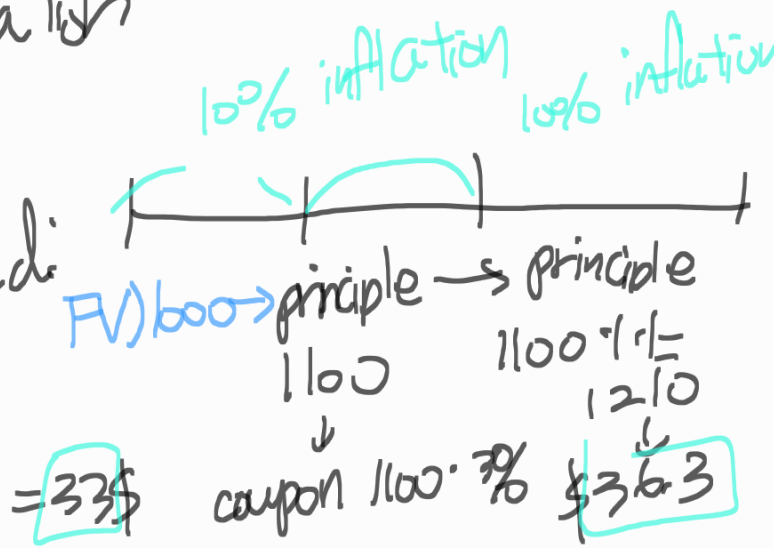 10% inflation 10% inflation
FV)1000→ principle → principle
1100 1100·1.1=
↓ 1210
↓
=33$ coupon 1100·3% $36.3